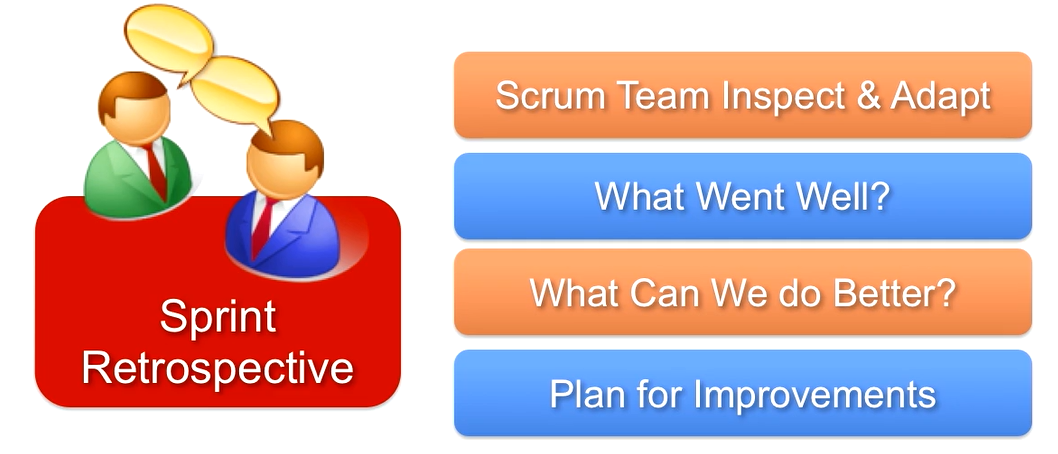 Sprint
Retrospective
Scrum Team Inspect & Adapt
What Went Well?
What Can We do Better?
Plan for Improvements